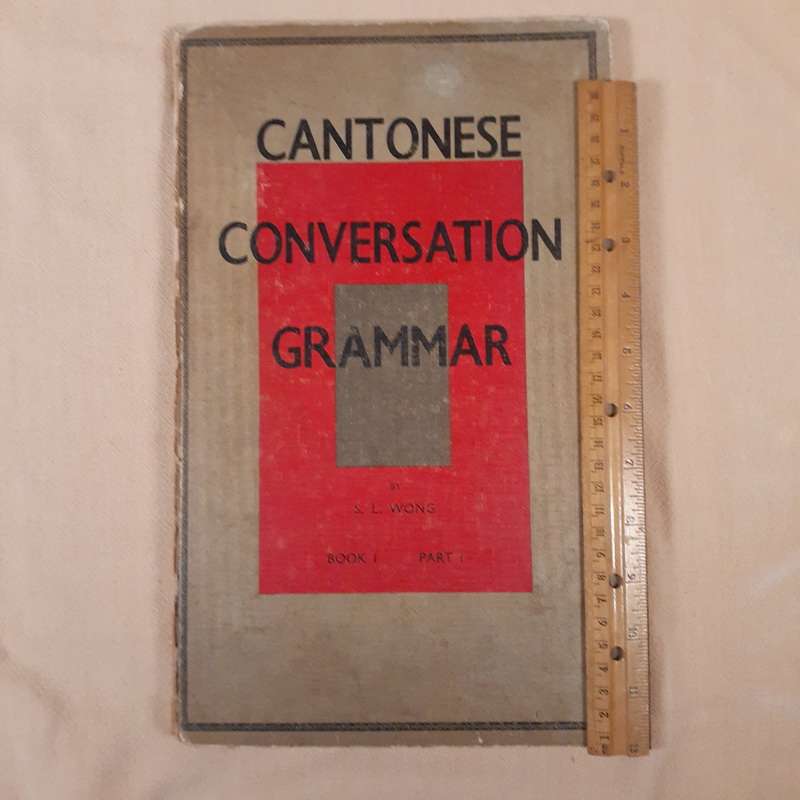 CANTONESE
CONVERSATION
GRAMMAR
BY
S. L. WONG
BOOK I PART I